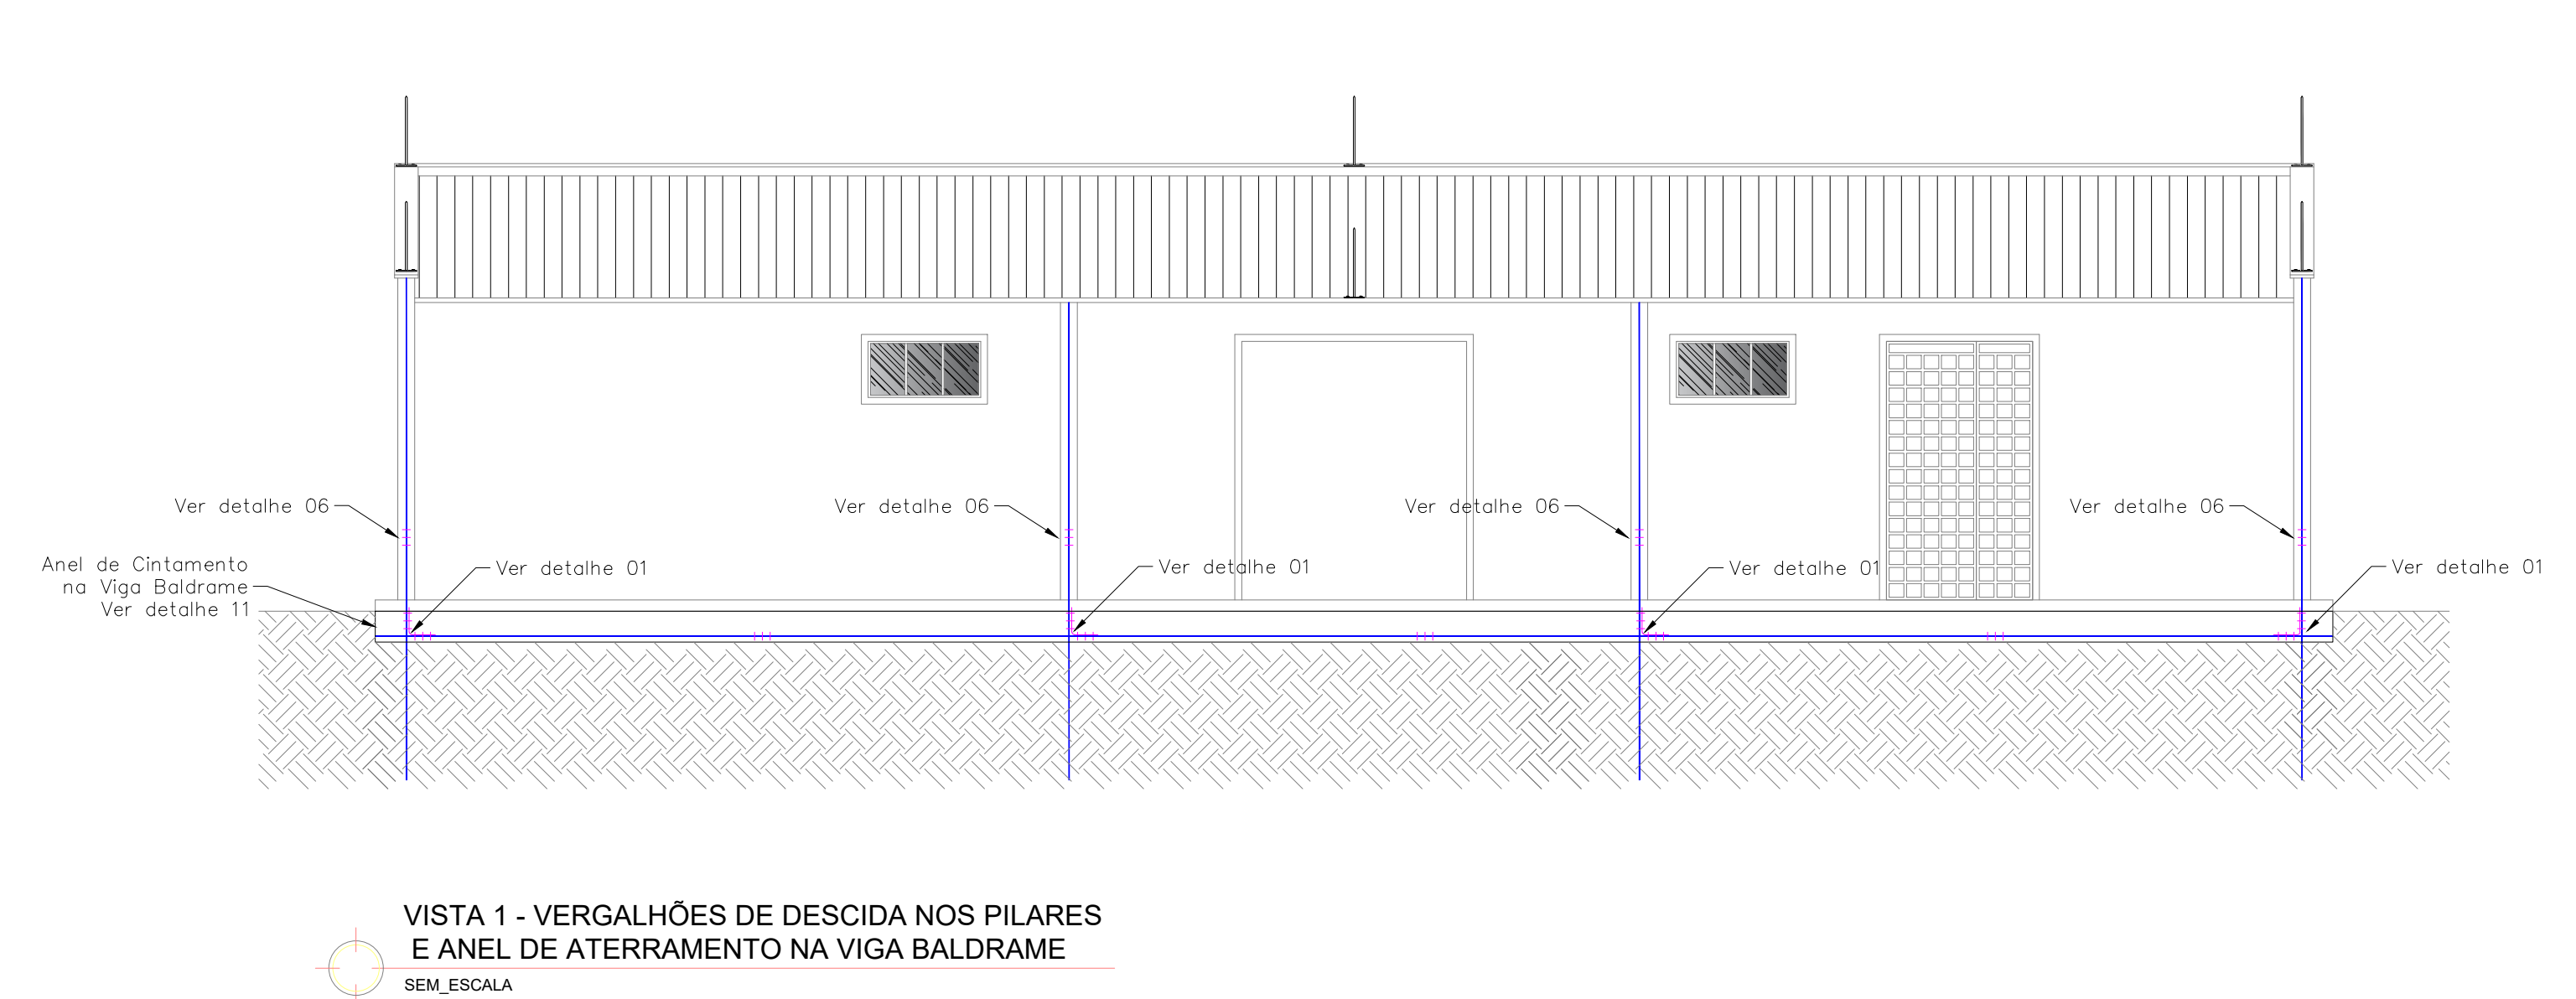 Ver detalhe 06
Ver detalhe 06
Ver detalhe 06
Ver detalhe 06
Anel de Cintamento
na Viga Baldrame
Ver detalhe 11
Ver detalhe 01
Ver detalhe 01
Ver detalhe 01
Ver detalhe 01
VISTA 1 - VERGALHÕES DE DESCIDA NOS PILARES
E ANEL DE ATERRAMENTO NA VIGA BALDRAME
SEM_ESCALA